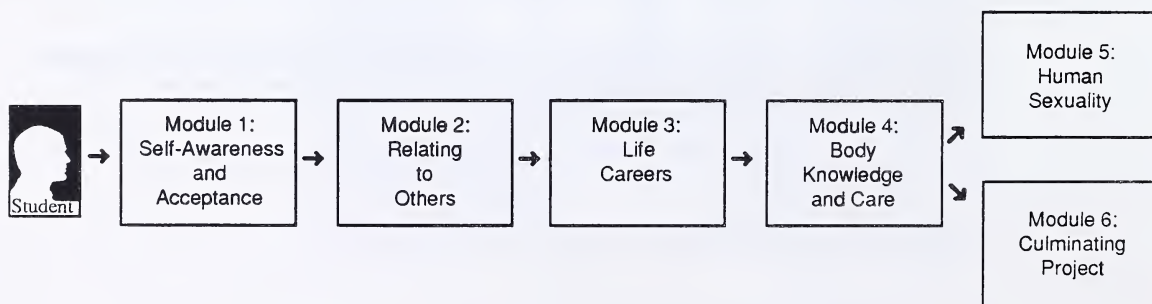 Student
Module 1:
Self-Awareness
and
Acceptance
Module 2:
Relating
to
Others
Module 3:
Life
Careers
Module 4:
Body
Knowledge
and Care
Module 5:
Human
Sexuality
Module 6:
Culminating
Project